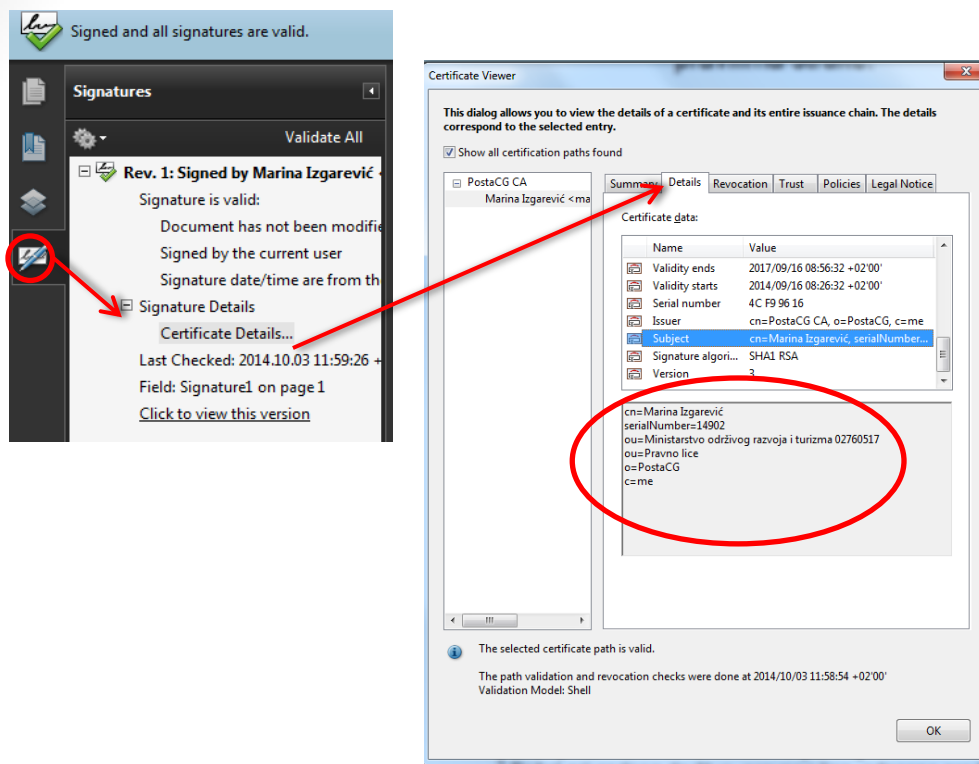 Signed and all signatures are valid.
Signatures
Validate All
Rev. 1: Signed by Marina Izgarević
Signature is valid:
Document has not been modifie
Signed by the current user
Signature date/time are from th
Signature Details
Certificate Details...
Last Checked: 2014.10.03 11:59:26 +
Field: Signature1 on page 1
Click to view this version
Certificate Viewer
This dialog allows you to view the details of a certificate and its entire issuance chain. The details
correspond to the selected entry.
Show all certification paths found
PostaCG CA
Marina Izgarević <ma
Summary Details Revocation Trust Policies Legal Notice
Certificate data:
Name Value
Validity ends 2017/09/16 08:56:32 +02'00'
Validity starts 2014/09/16 08:26:32 +02'00'
Serial number 4C F9 96 16
Issuer cn=PostaCG CA, o=PostaCG, c=me
Subject cn=Marina Izgarević, serialNumber...
Signature algori... SHA1 RSA
Version 3
cn=Marina Izgarević
serialNumber=14902
ou=Ministarstvo održivog razvoja i turizma 02760517
ou=Pravno lice
o=PostaCG
c=me
The selected certificate path is valid.
The path validation and revocation checks were done at 2014/10/03 11:58:54 +02'00'
Validation Model: Shell
OK